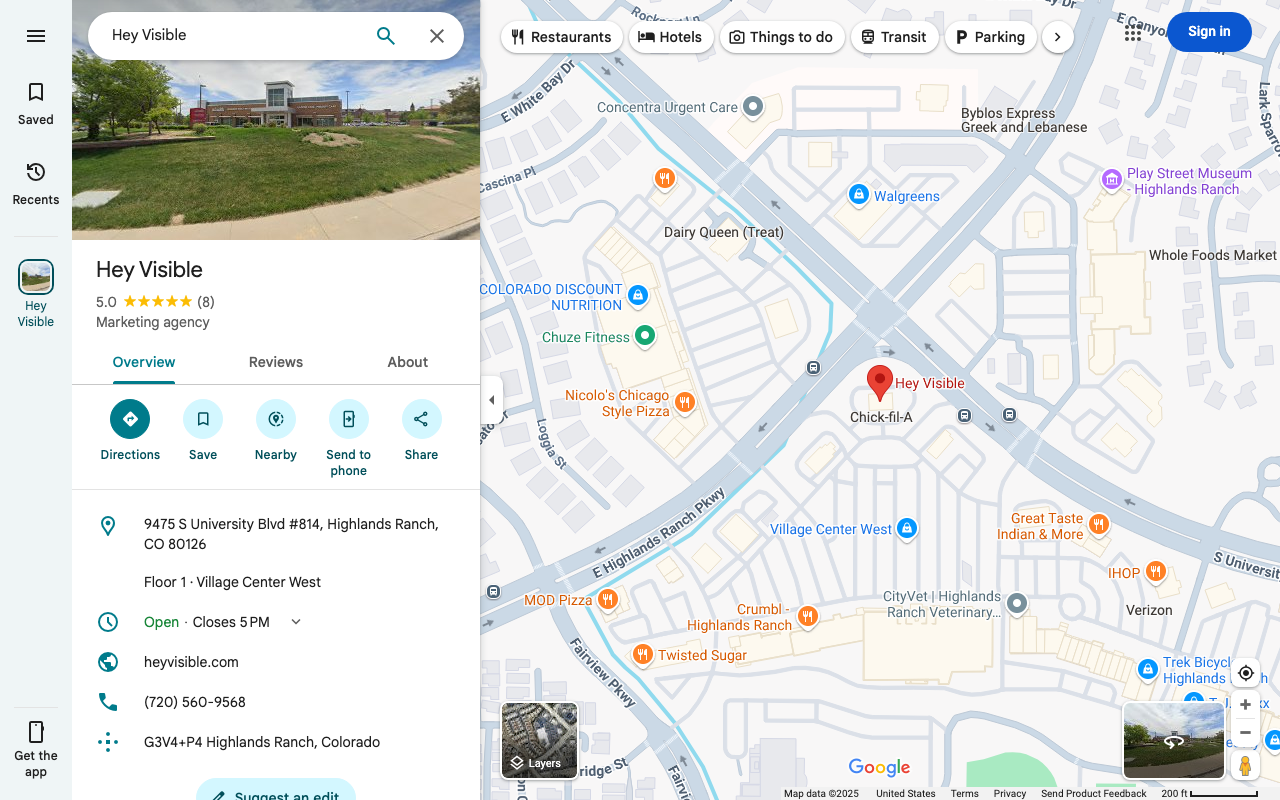 Hey Visible
Saved
Recents
Hey
Visible
Get the
app
Hey Visible
5.0
(8)
Marketing agency
Overview
Reviews
About
Directions
Save
Nearby
Send to
phone
Share
9475 S University Blvd #814, Highlands Ranch,
CO 80126
Floor 1 · Village Center West
Open · Closes 5 PM
heyvisible.com
(720) 560-9568
G3V4+P4 Highlands Ranch, Colorado
Suggest an edit
Restaurants
Hotels
Things to do
Transit
Parking
Sign in
E White Bay Dr
Concentra Urgent Care
Byblos Express
Greek and Lebanese
Cascina Pl
Walgreens
Play Street Museum
- Highlands Ranch
Dairy Queen (Treat)
Whole Foods Market
COLORADO DISCOUNT
NUTRITION
Chuze Fitness
Hey Visible
Nicolo's Chicago
Style Pizza
Chick-fil-A
Loggia St
E Highlands Ranch Pkwy
Village Center West
Great Taste
Indian & More
S Universit
IHOP
MOD Pizza
Crumbl -
Highlands Ranch
CityVet | Highlands
Ranch Veterinary...
Verizon
Twisted Sugar
Fairview Pkwy
Trek Bicycl
Highlands
Layers
ridge St
Google
Map data ©2025
United States
Terms
Privacy
Send Product Feedback
200 ft